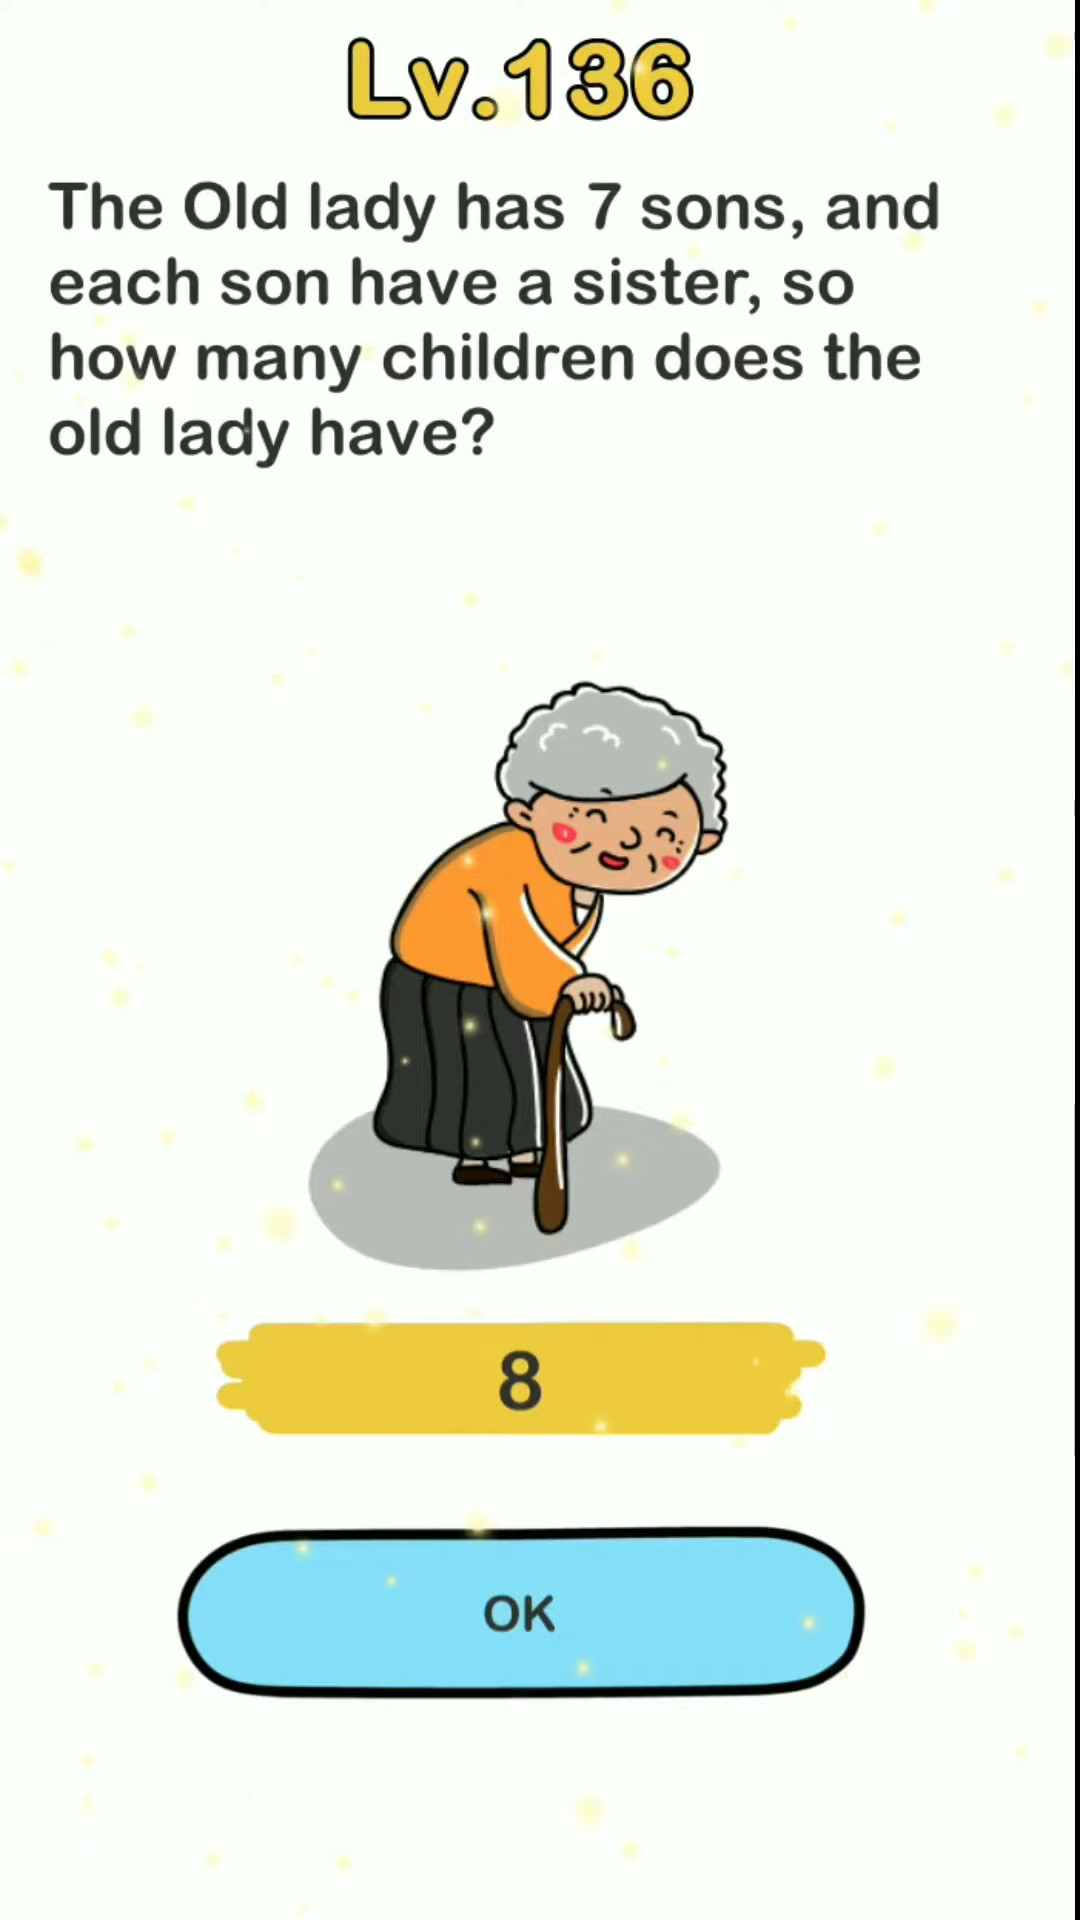 Lv.136
The Old lady has 7 sons, and
each son have a sister, so
how many children does the
old lady have?
8
OK